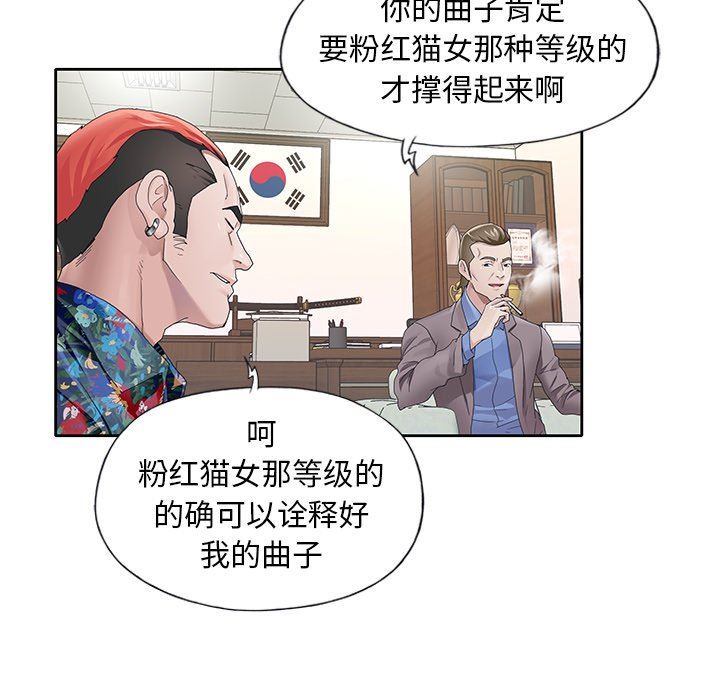 你的曲子肯定
要粉红猫女那种等级的
才撑得起来啊
呵
粉红猫女那等级的
的确可以诠释好
我的曲子